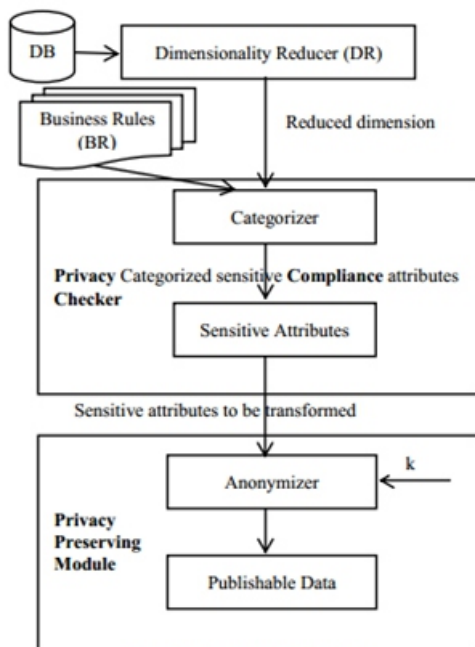 DB
Dimensionality Reducer (DR)
Business Rules
(BR)
Reduced dimension
Categorizer
Privacy Categorized sensitive Compliance attributes
Checker
Sensitive Attributes
Sensitive attributes to be transformed
Anonymizer
k
Privacy
Preserving
Module
Publishable Data